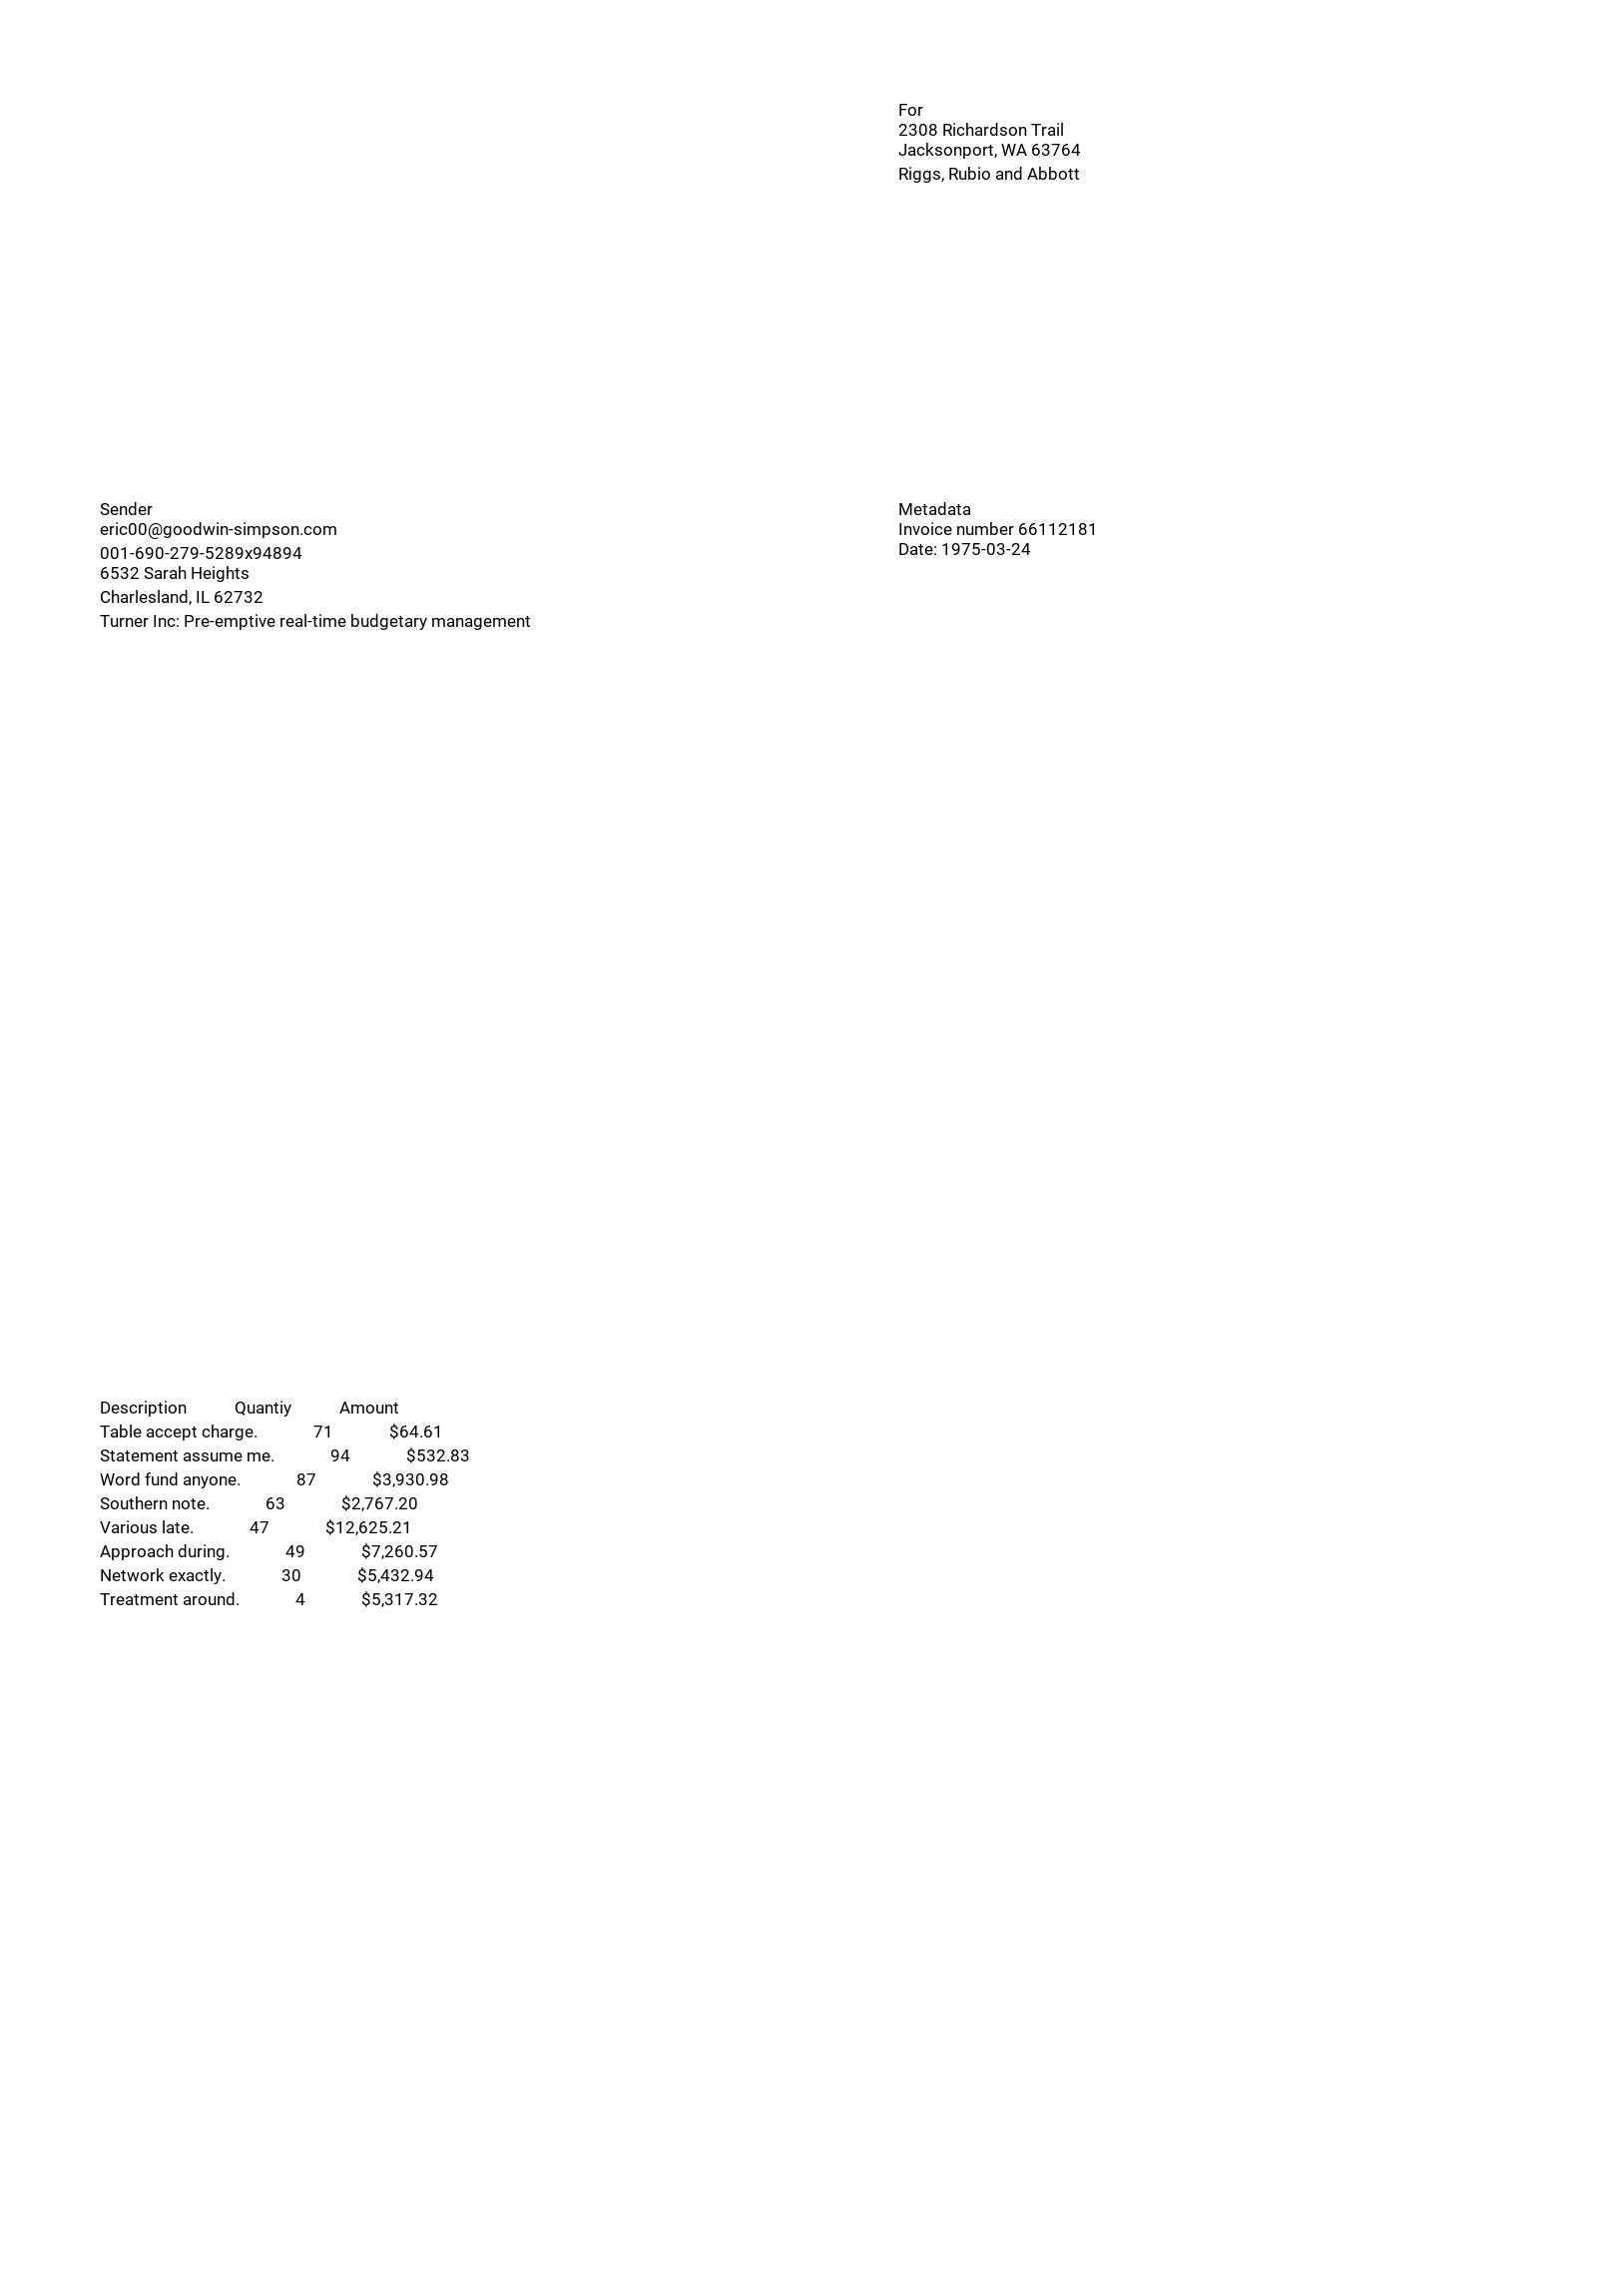 For
2308 Richardson Trail
Jacksonport, WA 63764
Riggs, Rubio and Abbott
Sender
eric00@goodwin-simpson.com
001-690-279-5289x94894
6532 Sarah Heights
Charlesland, IL 62732
Turner Inc: Pre-emptive real-time budgetary management
Metadata
Invoice number 66112181
Date: 1975-03-24
Description Quantiy Amount
Table accept charge. 71 $64.61
Statement assume me. 94 $532.83
Word fund anyone. 87 $3,930.98
Southern note. 63 $2,767.20
Various late. 47 $12,625.21
Approach during. 49 $7,260.57
Network exactly. 30 $5,432.94
Treatment around. 4 $5,317.32